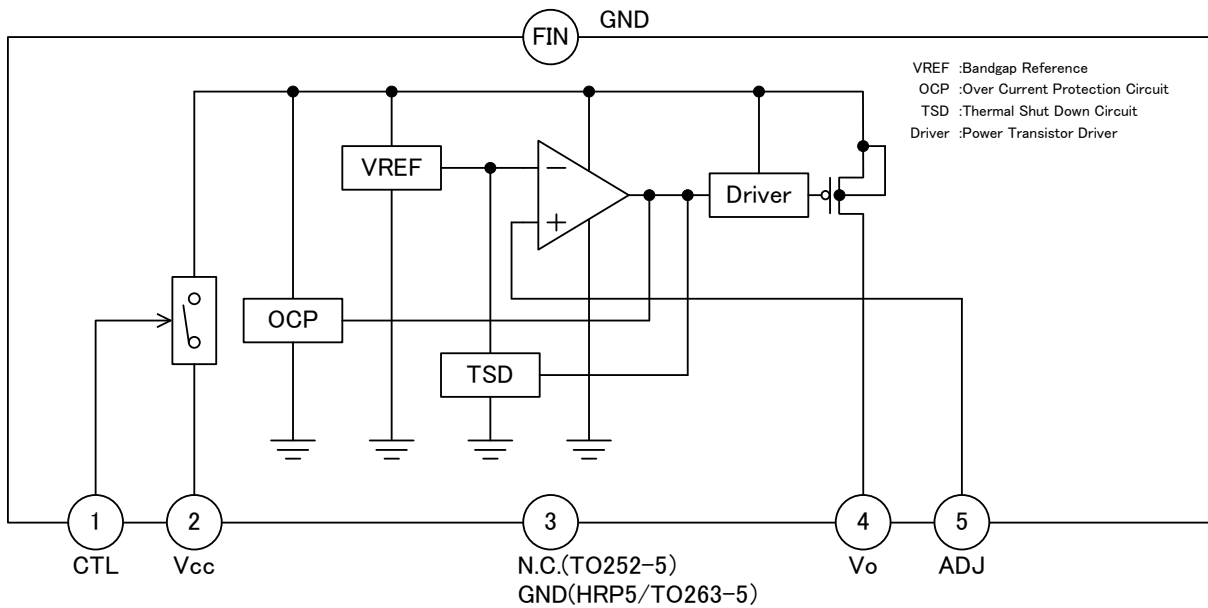 FIN
GND
VREF :Bandgap Reference
OCP :Over Current Protection Circuit
TSD :Thermal Shut Down Circuit
Driver :Power Transistor Driver
VREF
−
+
Driver
OCP
TSD
1
2
3
4
5
CTL
Vcc
N.C.(TO252-5)
GND(HRP5/TO263-5)
Vo
ADJ